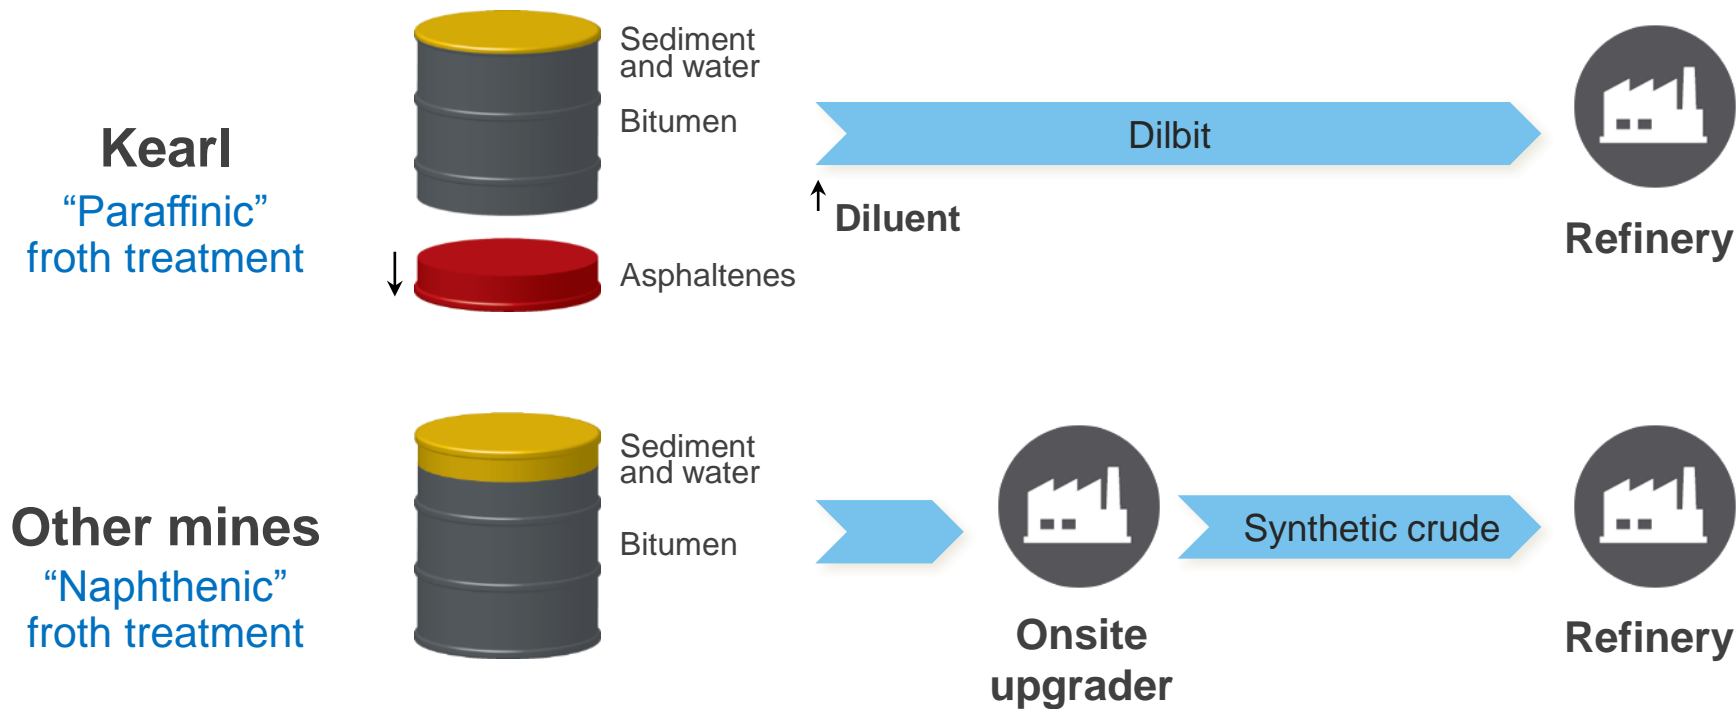 Kearl
“Paraffinic”
froth treatment
Sediment
and water
Bitumen
Asphaltenes
Dilbit
Diluent
Refinery
Other mines
“Naphthenic”
froth treatment
Sediment
and water
Bitumen
Onsite
upgrader
Synthetic crude
Refinery